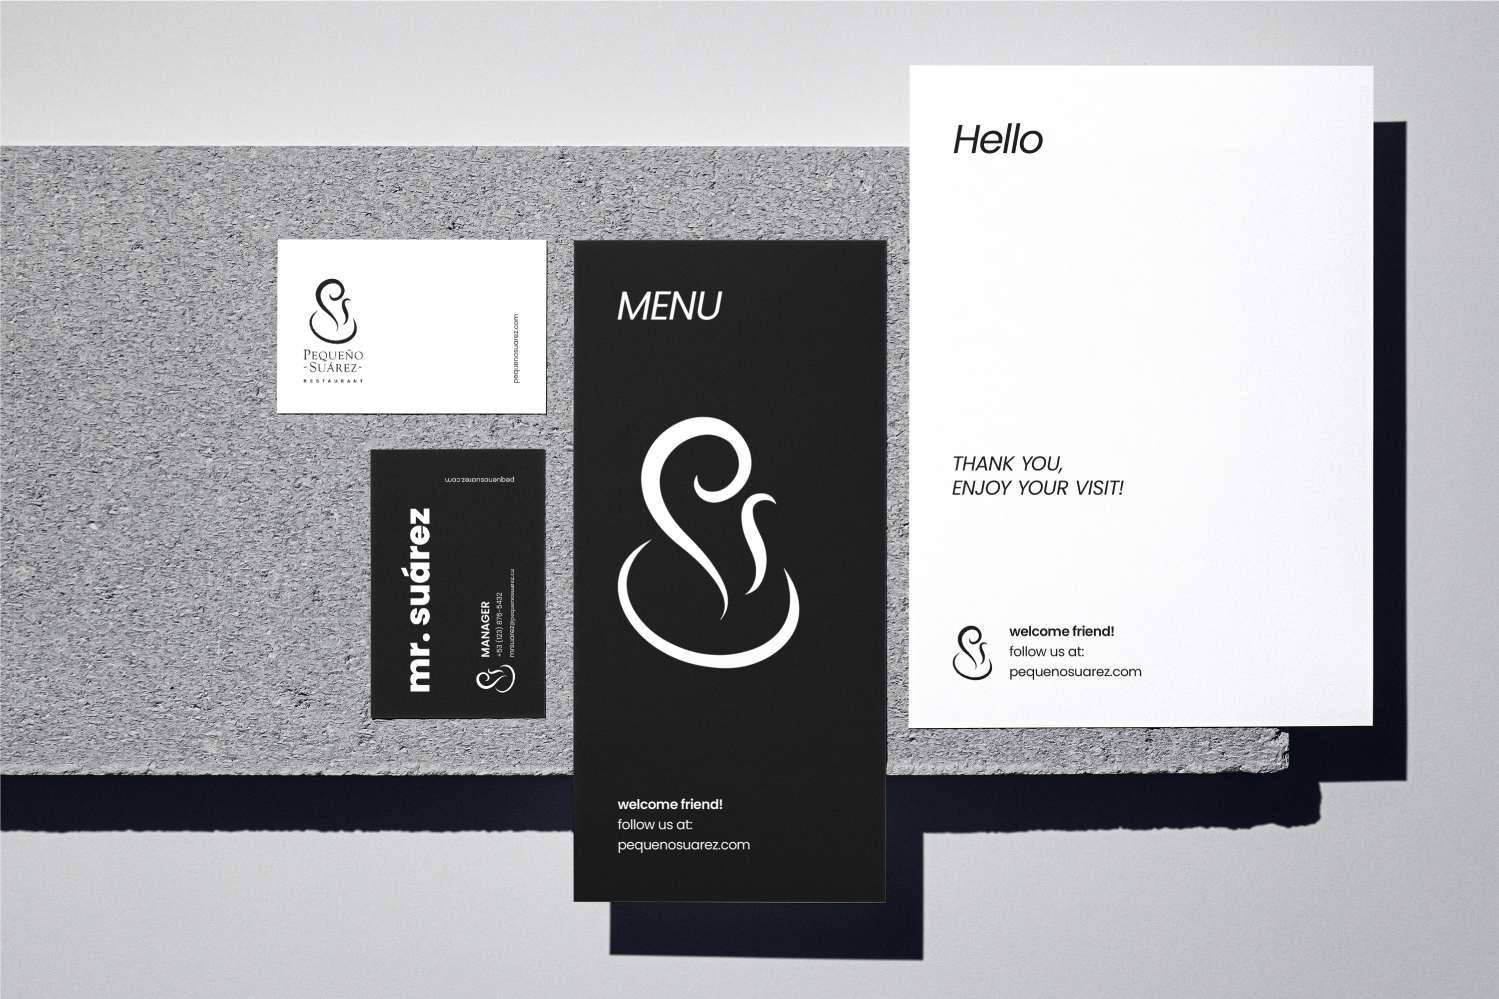 Hello
MENU
PEQUEÑO
-SUÁREZ-
RESTAURANT
pequenosuarez.com
THANK YOU,
ENJOY YOUR VISIT!
pequenosuarez.com
mr. suárez
MANAGER
+53 (123) 876-5432
welcome friend!
follow us at:
pequenosuarez.com
welcome friend!
follow us at:
pequenosuarez.com